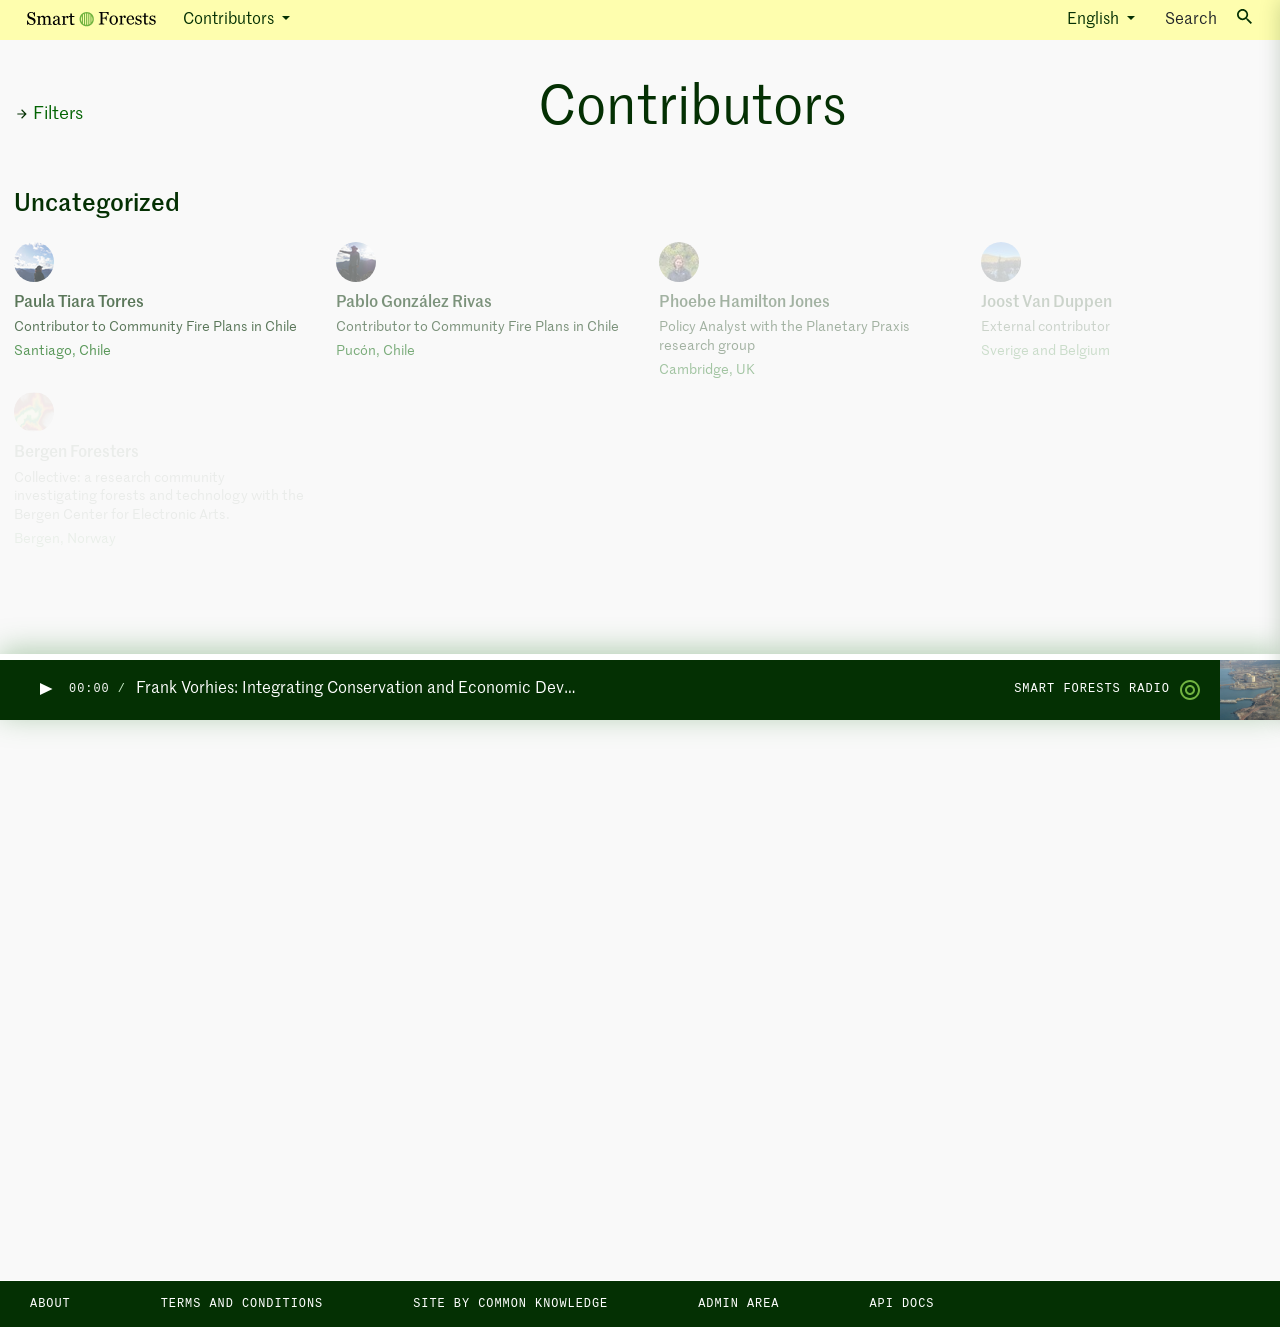 Smart Forests
Contributors
English
Search
Filters
Contributors
Uncategorized
Paula Tiara Torres
Contributor to Community Fire Plans in Chile
Santiago, Chile
Pablo González Rivas
Contributor to Community Fire Plans in Chile
Pucón, Chile
Phoebe Hamilton Jones
Policy Analyst with the Planetary Praxis
research group
Cambridge, UK
Joost Van Duppen
External contributor
Sverige and Belgium
Bergen Foresters
Collective: a research community
investigating forests and technology with the
Bergen Center for Electronic Arts.
Bergen, Norway
00:00 / Frank Vorhies: Integrating Conservation and Economic Dev...
SMART FORESTS RADIO
ABOUT
TERMS AND CONDITIONS
SITE BY COMMON KNOWLEDGE
ADMIN AREA
API DOCS